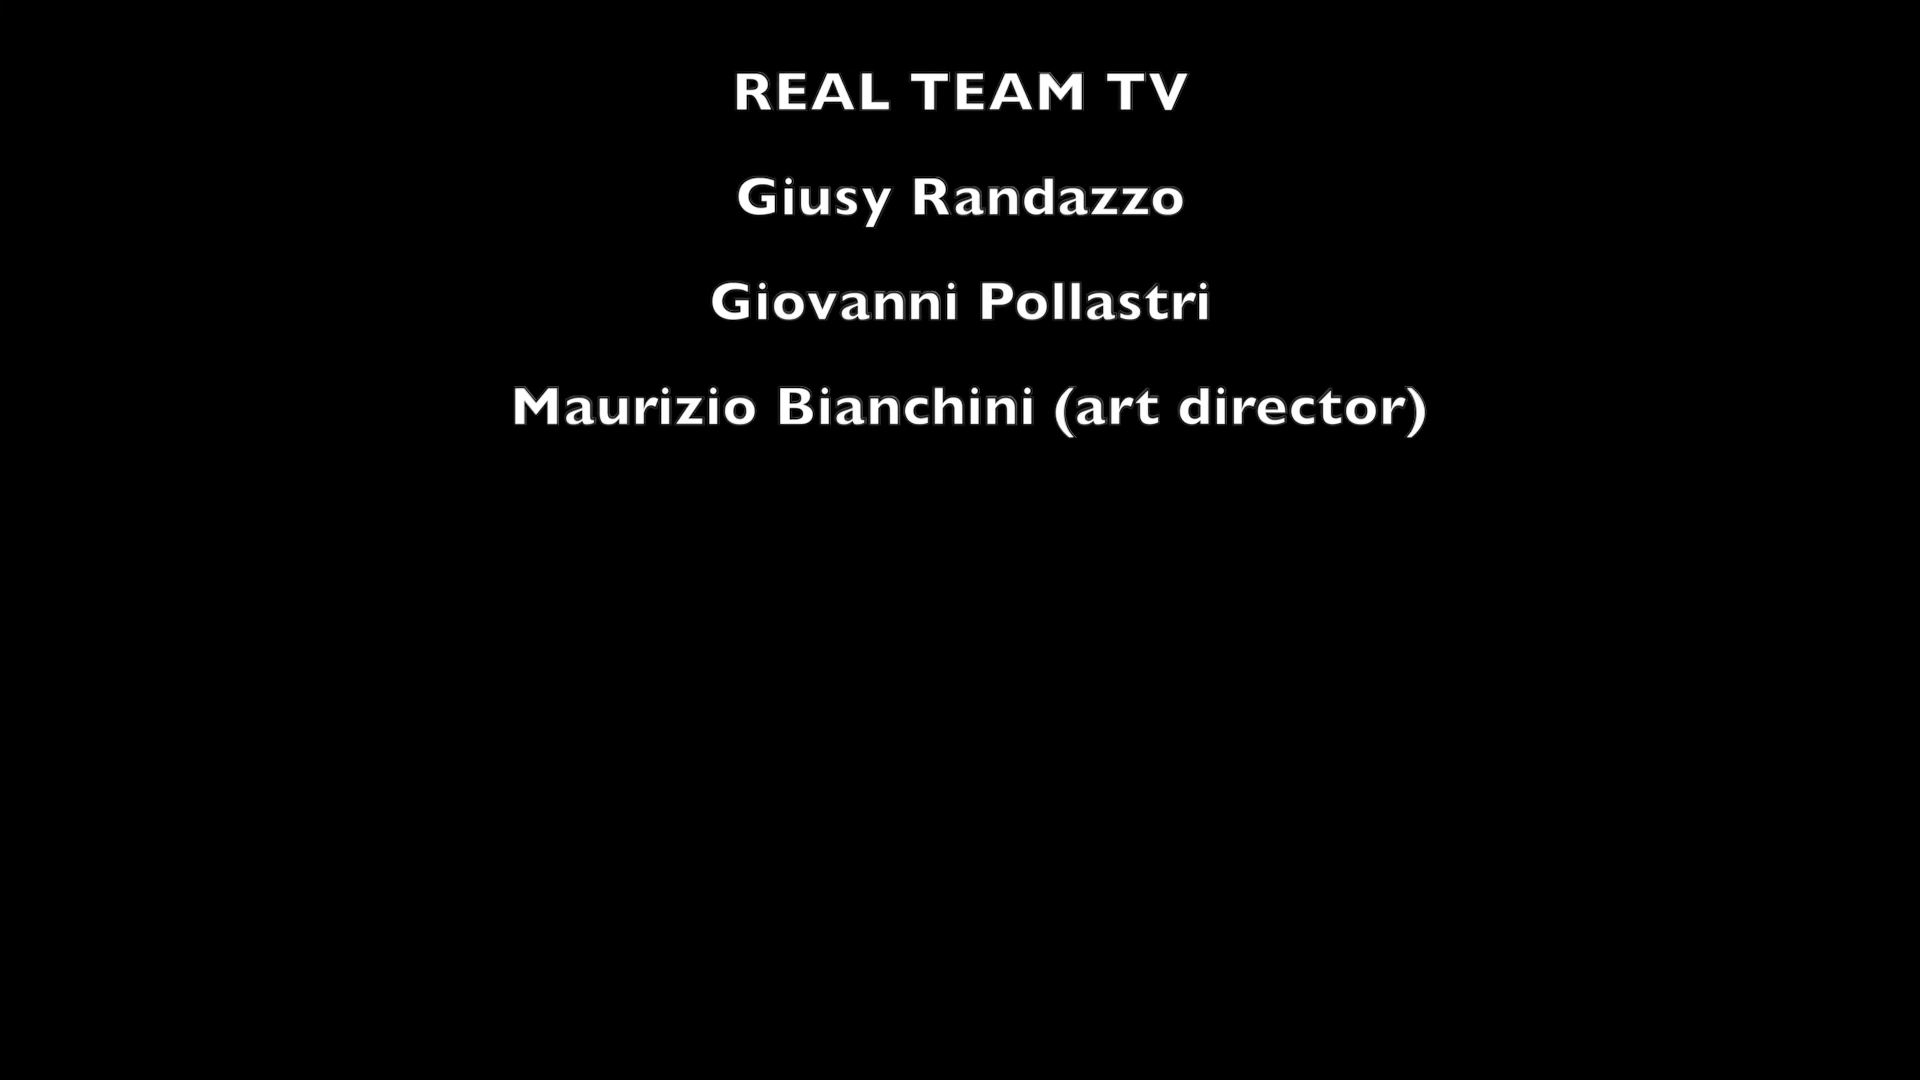 REAL TEAM TV
Giusy Randazzo
Giovanni Pollastri
Maurizio Bianchini (art director)